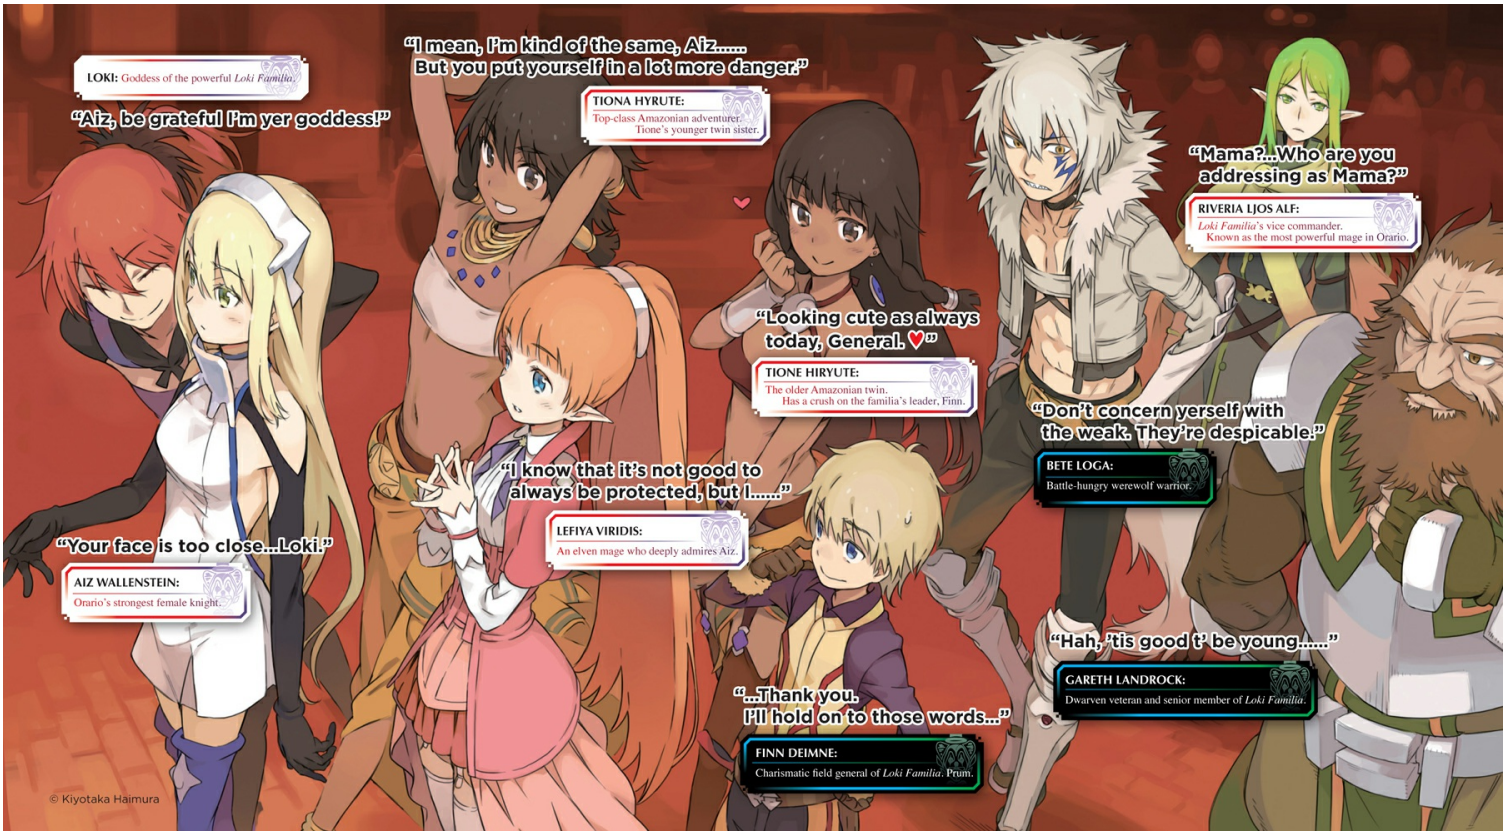 LOKI: Goddess of the powerful Loki Familia.
“Aiz, be grateful I’m yer goddess!”
“I mean, I’m kind of the same, Aiz......
But you put yourself in a lot more danger.”
TIONA HYRUTE:
Top-class Amazonian adventurer.
Tione’s younger twin sister.
“Mama?...Who are you
addressing as Mama?”
RIVERIA LJOS ALF:
Loki Familia’s vice commander.
Known as the most powerful mage in Orario.
“Looking cute as always
today, General.♥”
TIONE HIRYUTE:
The older Amazonian twin.
Has a crush on the familia’s leader, Finn.
“Don’t concern yerself with
the weak. They’re despicable.”
BETE LOGA:
Battle-hungry werewolf warrior.
“I know that it’s not good to
always be protected, but I......”
LEFIYA VIRIDIS:
An elven mage who deeply admires Aiz.
“Your face is too close...Loki.”
AIZ WALLENSTEIN:
Orario’s strongest female knight.
“Hah, ’tis good t’ be young......”
GARETH LANDROCK:
Dwarven veteran and senior member of Loki Familia.
“...Thank you.
I’ll hold on to those words...”
FINN DEIMNE:
Charismatic field general of Loki Familia. Prum.
© Kiyotaka Haimura